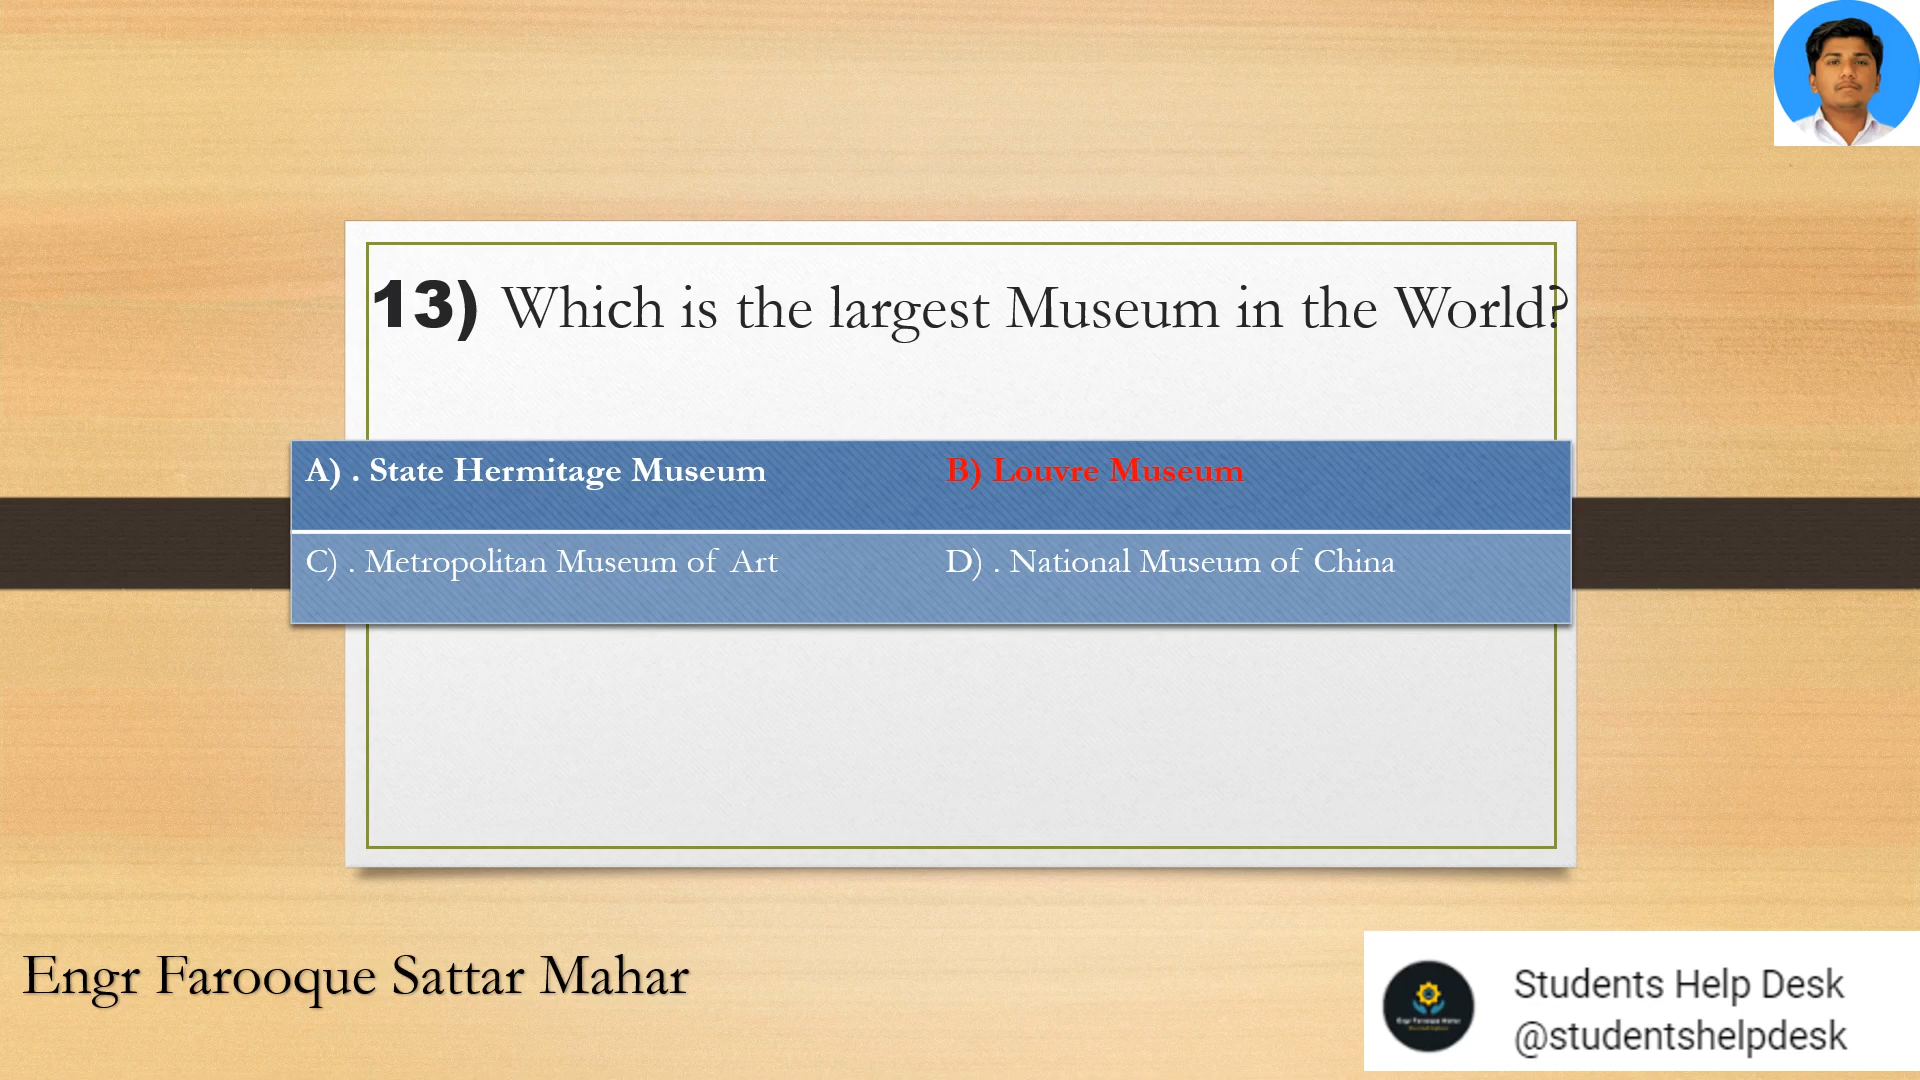 13) Which is the largest Museum in the World?
A) . State Hermitage Museum
B) Louvre Museum
C) . Metropolitan Museum of Art
D) . National Museum of China
Engr Farooque Sattar Mahar
Students Help Desk
@studentshelpdesk